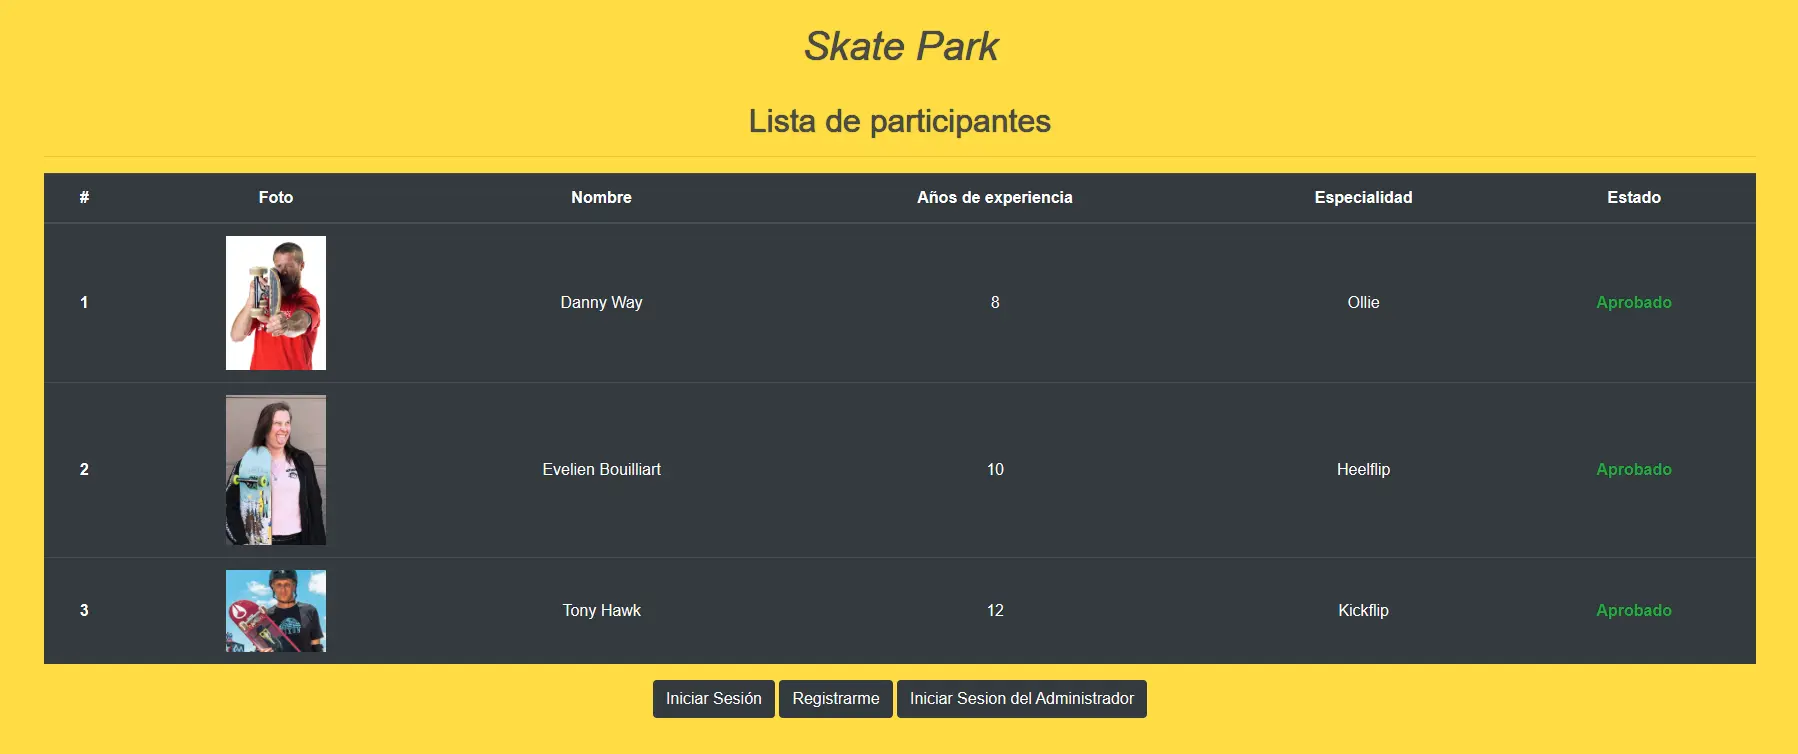 Skate Park
Lista de participantes
# Foto Nombre Años de experiencia Especialidad Estado
1 Danny Way 8 Ollie Aprobado
2 Evelien Bouilliart 10 Heelflip Aprobado
3 Tony Hawk 12 Kickflip Aprobado
Iniciar Sesión Registrarme Iniciar Sesion del Administrador